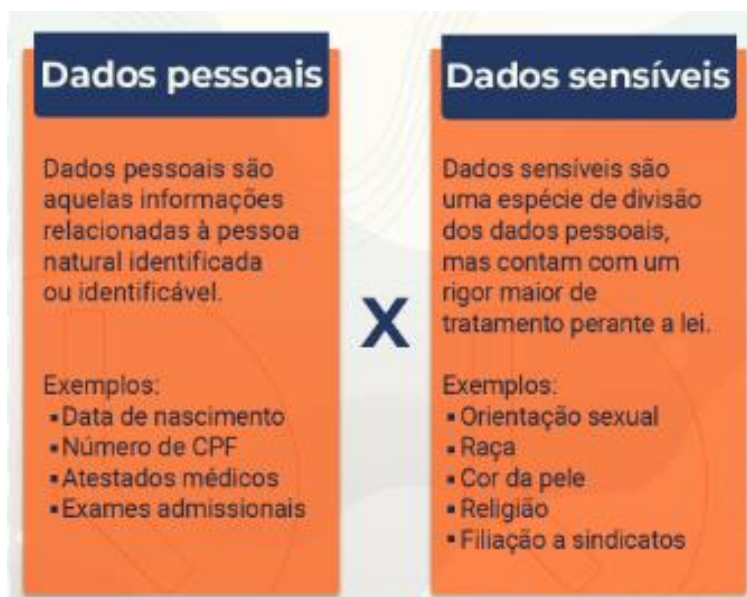 Dados pessoais
Dados pessoais são
aquelas informações
relacionadas à pessoa
natural identificada
ou identificável.
Exemplos:
▪Data de nascimento
▪Número de CPF
▪Atestados médicos
▪Exames admissionais
X
Dados sensíveis
Dados sensíveis são
uma espécie de divisão
dos dados pessoais,
mas contam com um
rigor maior de
tratamento perante a lei.
Exemplos:
▪Orientação sexual
▪Raça
▪Cor da pele
▪Religião
▪Filiação a sindicatos